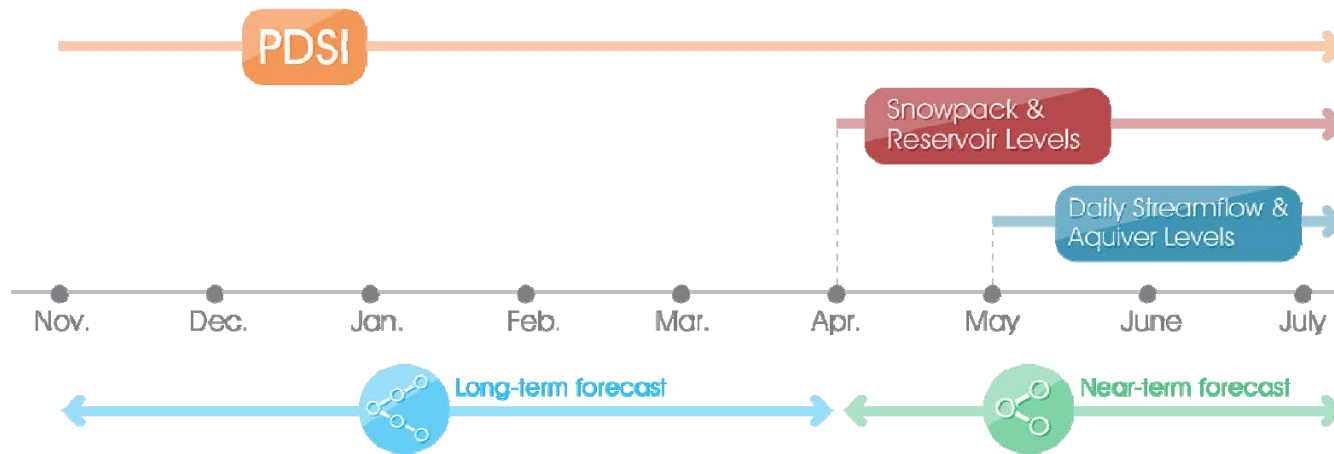 PDSI
Snowpack &
Reservoir Levels
Daily Streamflow &
Aquiver Levels
Nov. Dec. Jan. Feb. Mar. Apr. May June July
Long-term forecast Near-term forecast